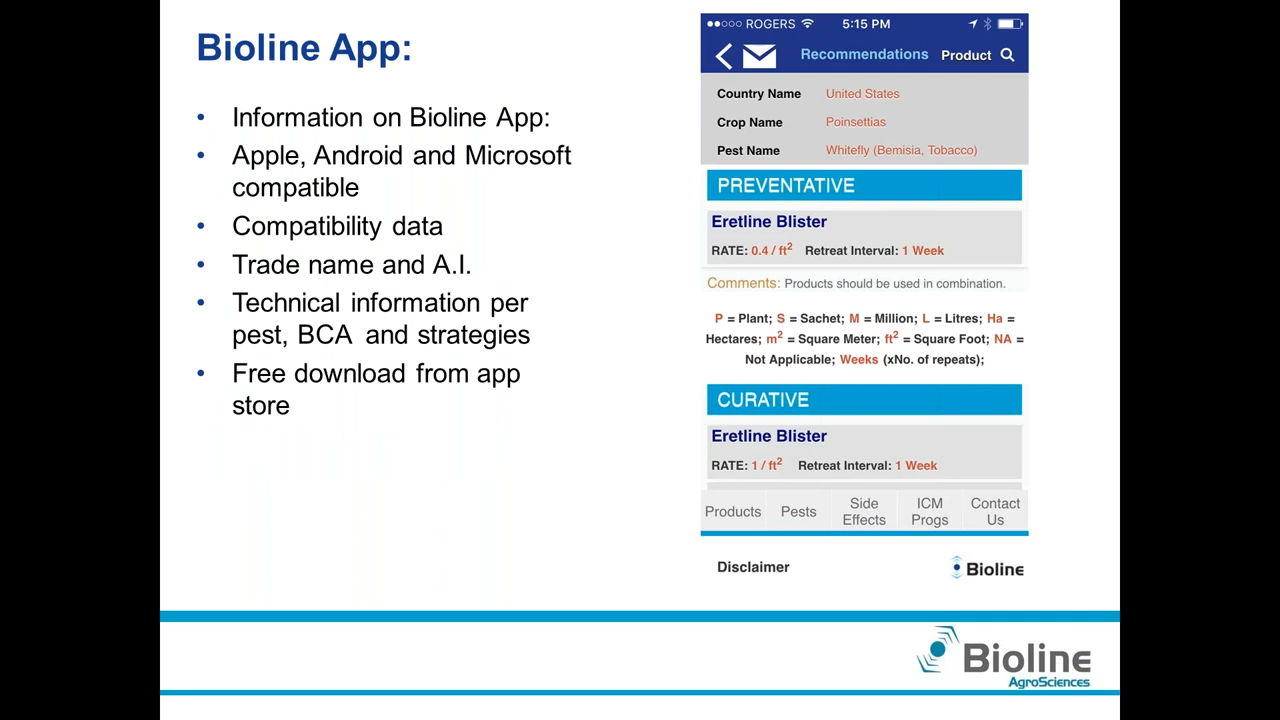 Bioline App:
• Information on Bioline App:
• Apple, Android and Microsoft
compatible
• Compatibility data
• Trade name and A.I.
• Technical information per
pest, BCA and strategies
• Free download from app
store
ROGERS 5:15 PM
Recommendations Product
Country Name United States
Crop Name Poinsettias
Pest Name Whitefly (Bemisia, Tobacco)
PREVENTATIVE
Eretline Blister
RATE: 0.4 / ft² Retreat Interval: 1 Week
Comments: Products should be used in combination.
P = Plant; S = Sachet; M = Million; L = Litres; Ha =
Hectares; m² = Square Meter; ft² = Square Foot; NA =
Not Applicable; Weeks (xNo. of repeats);
CURATIVE
Eretline Blister
RATE: 1 / ft² Retreat Interval: 1 Week
Products Pests Side Effects ICM Progs Contact Us
Disclaimer Bioline
Bioline
AgroSciences